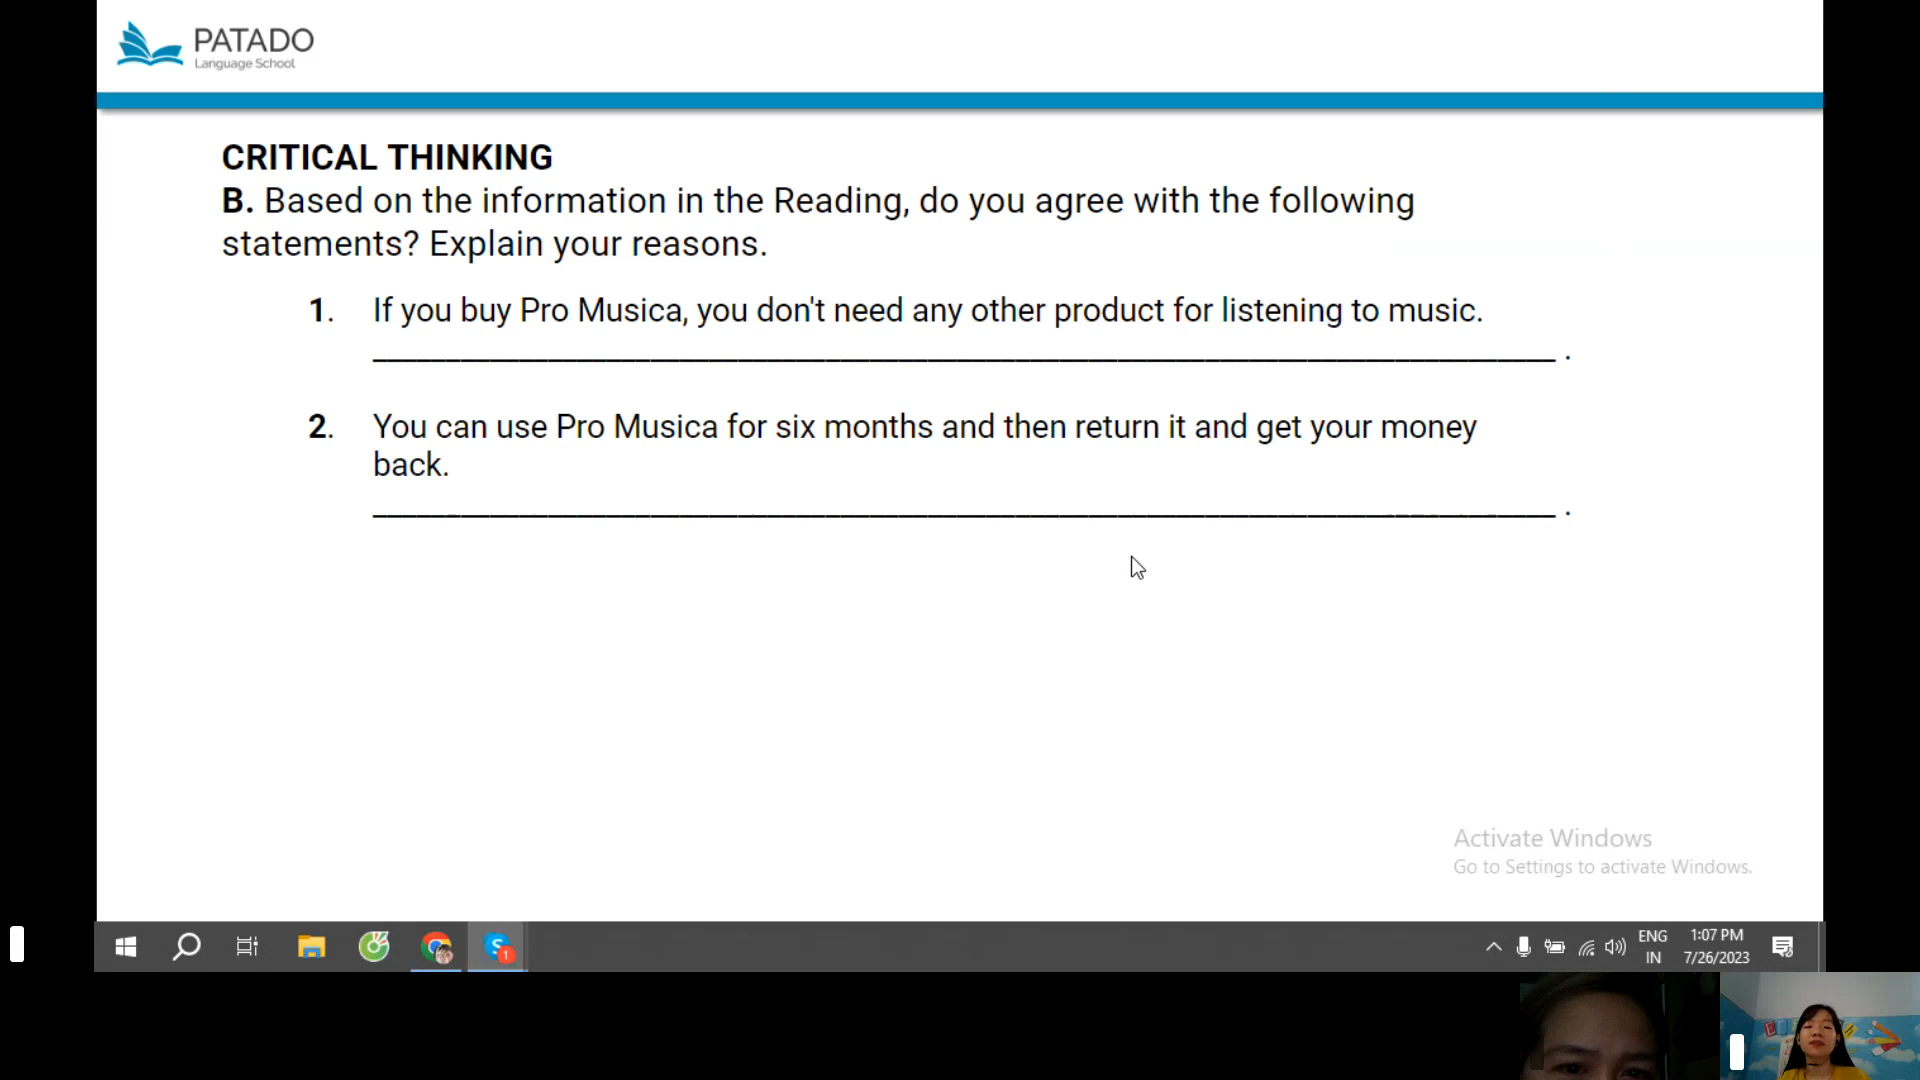 PATADO
Language School
CRITICAL THINKING
B. Based on the information in the Reading, do you agree with the following
statements? Explain your reasons.
1. If you buy Pro Musica, you don't need any other product for listening to music.
______________________________________________________________ .
2. You can use Pro Musica for six months and then return it and get your money
back.
______________________________________________________________ .
Activate Windows
Go to Settings to activate Windows.
S
1
ENG
IN
1:07 PM
7/26/2023